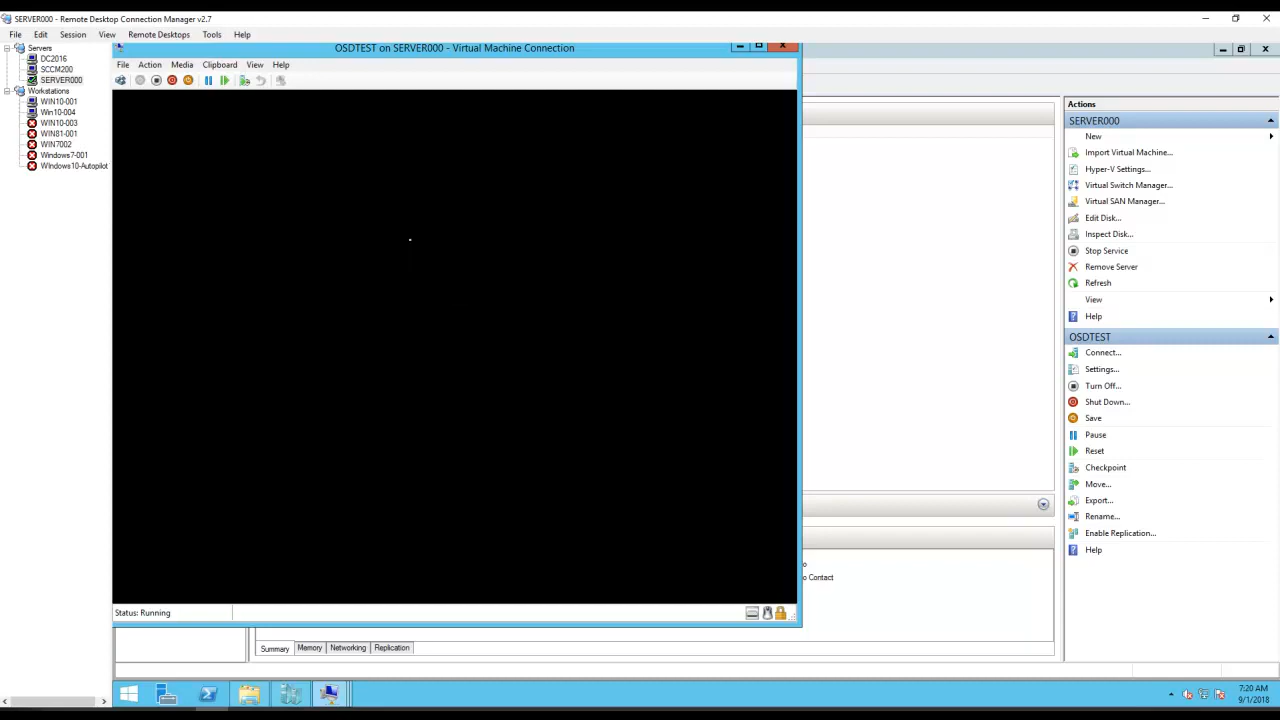 SERVER000 - Remote Desktop Connection Manager v2.7
File Edit Session View Remote Desktops Tools Help
Servers
DC2016
SCCM200
SERVER000
Workstations
WIN10-001
Win10-004
WIN10-003
WIN81-001
WIN7002
Windows7-001
Windows10-Autopilot
OSDTEST on SERVER000 - Virtual Machine Connection
File Action Media Clipboard View Help
Status: Running
o Contact
Summary Memory Networking Replication
Actions
SERVER000
New
Import Virtual Machine...
Hyper-V Settings...
Virtual Switch Manager...
Virtual SAN Manager...
Edit Disk...
Inspect Disk...
Stop Service
Remove Server
Refresh
View
Help
OSDTEST
Connect...
Settings...
Turn Off...
Shut Down...
Save
Pause
Reset
Checkpoint
Move...
Export...
Rename...
Enable Replication...
Help
7:20 AM
9/1/2018